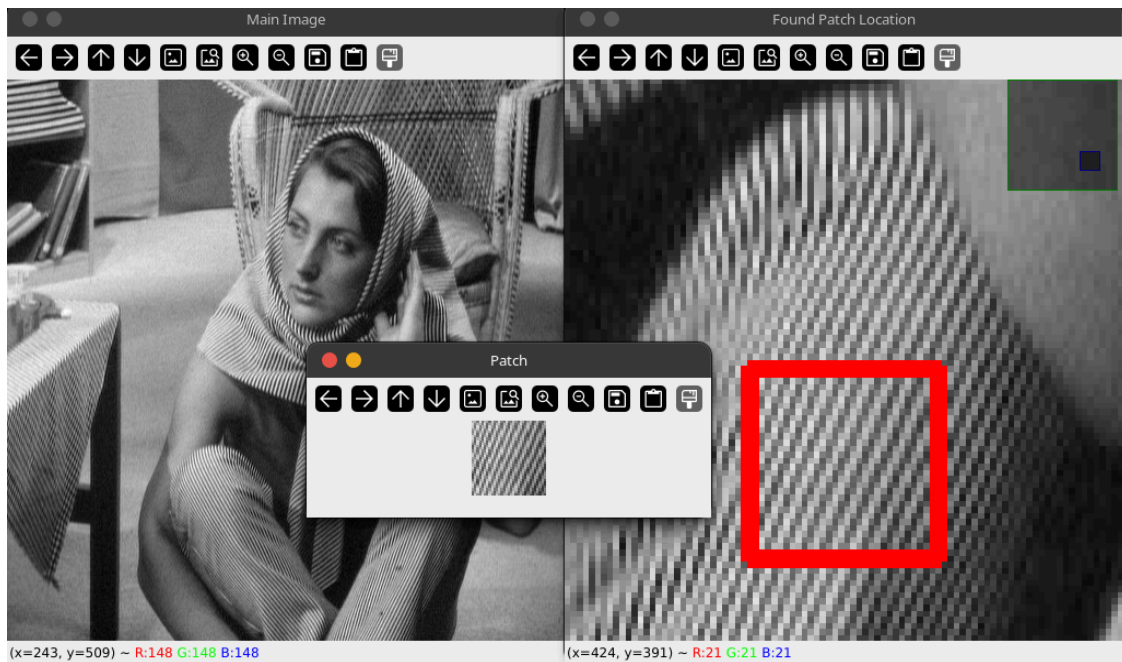 Main Image
Found Patch Location
Patch
(x=243, y=509) ~ R:148 G:148 B:148
(x=424, y=391) ~ R:21 G:21 B:21